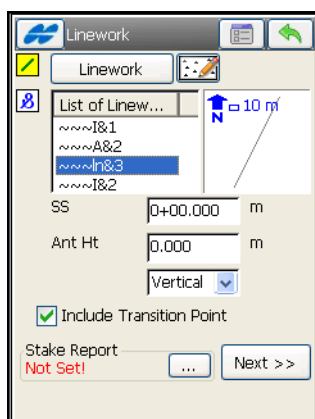 Linework
Linework
List of Linew...
10 m
N
~~~I&1
~~~A&2
~~~ln&3
~~~I&2
SS 0+00.000 m
Ant Ht 0.000 m
Vertical
Include Transition Point
Stake Report
Not Set! ... Next >>